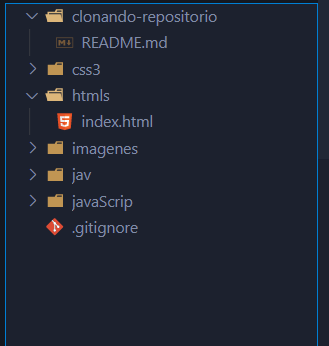 clonando-repositorio
README.md
css3
htmls
index.html
imagenes
jav
javaScrip
.gitignore